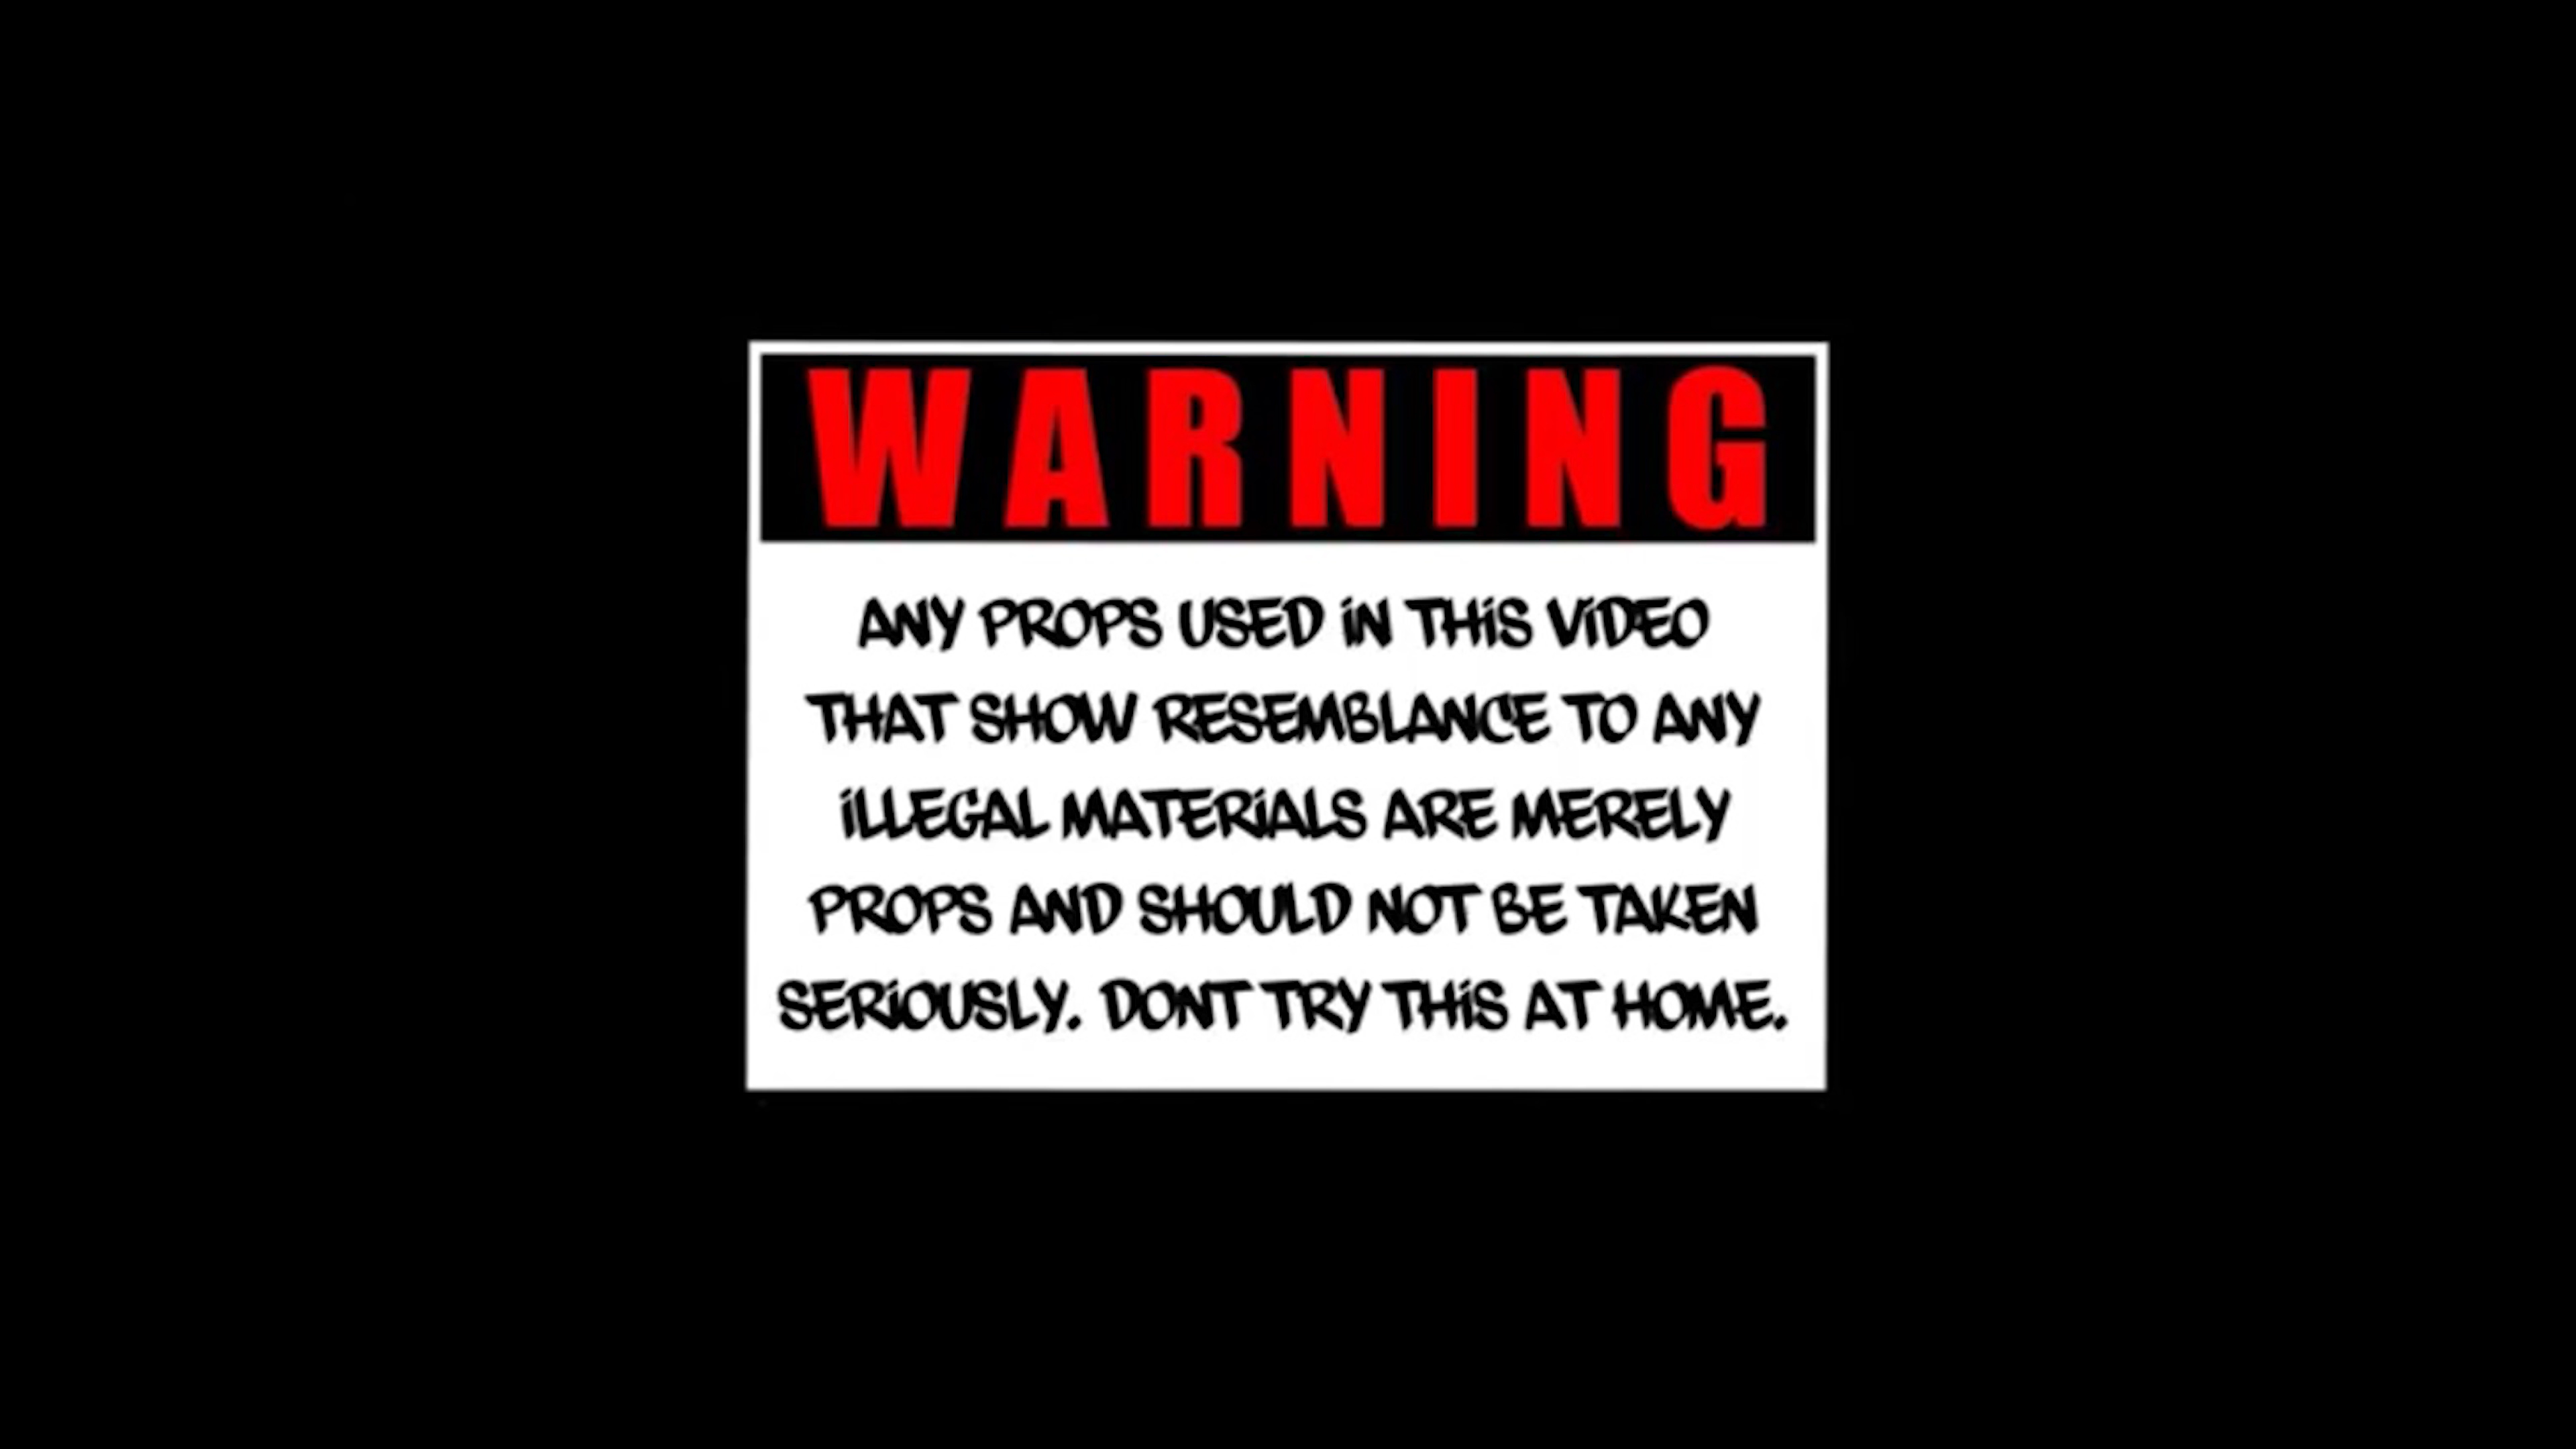 WARNING
ANY PROPS USED iN THiS ViDEO
THAT SHOW RESEMBLANCE TO ANY
iLLEGAL MATERiALS ARE MERELY
PROPS AND SHOULD NOT BE TAKEN
SERiOUSLY. DONT TRY THiS AT HOME.